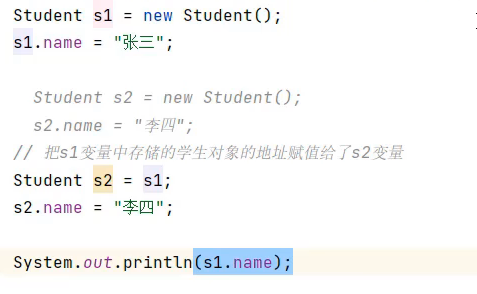 Student s1 = new Student();
s1.name = "张三";
Student s2 = new Student();
s2.name = "李四";
// 把s1变量中存储的学生对象的地址赋值给了s2变量
Student s2 = s1;
s2.name = "李四";
System.out.println(s1.name);